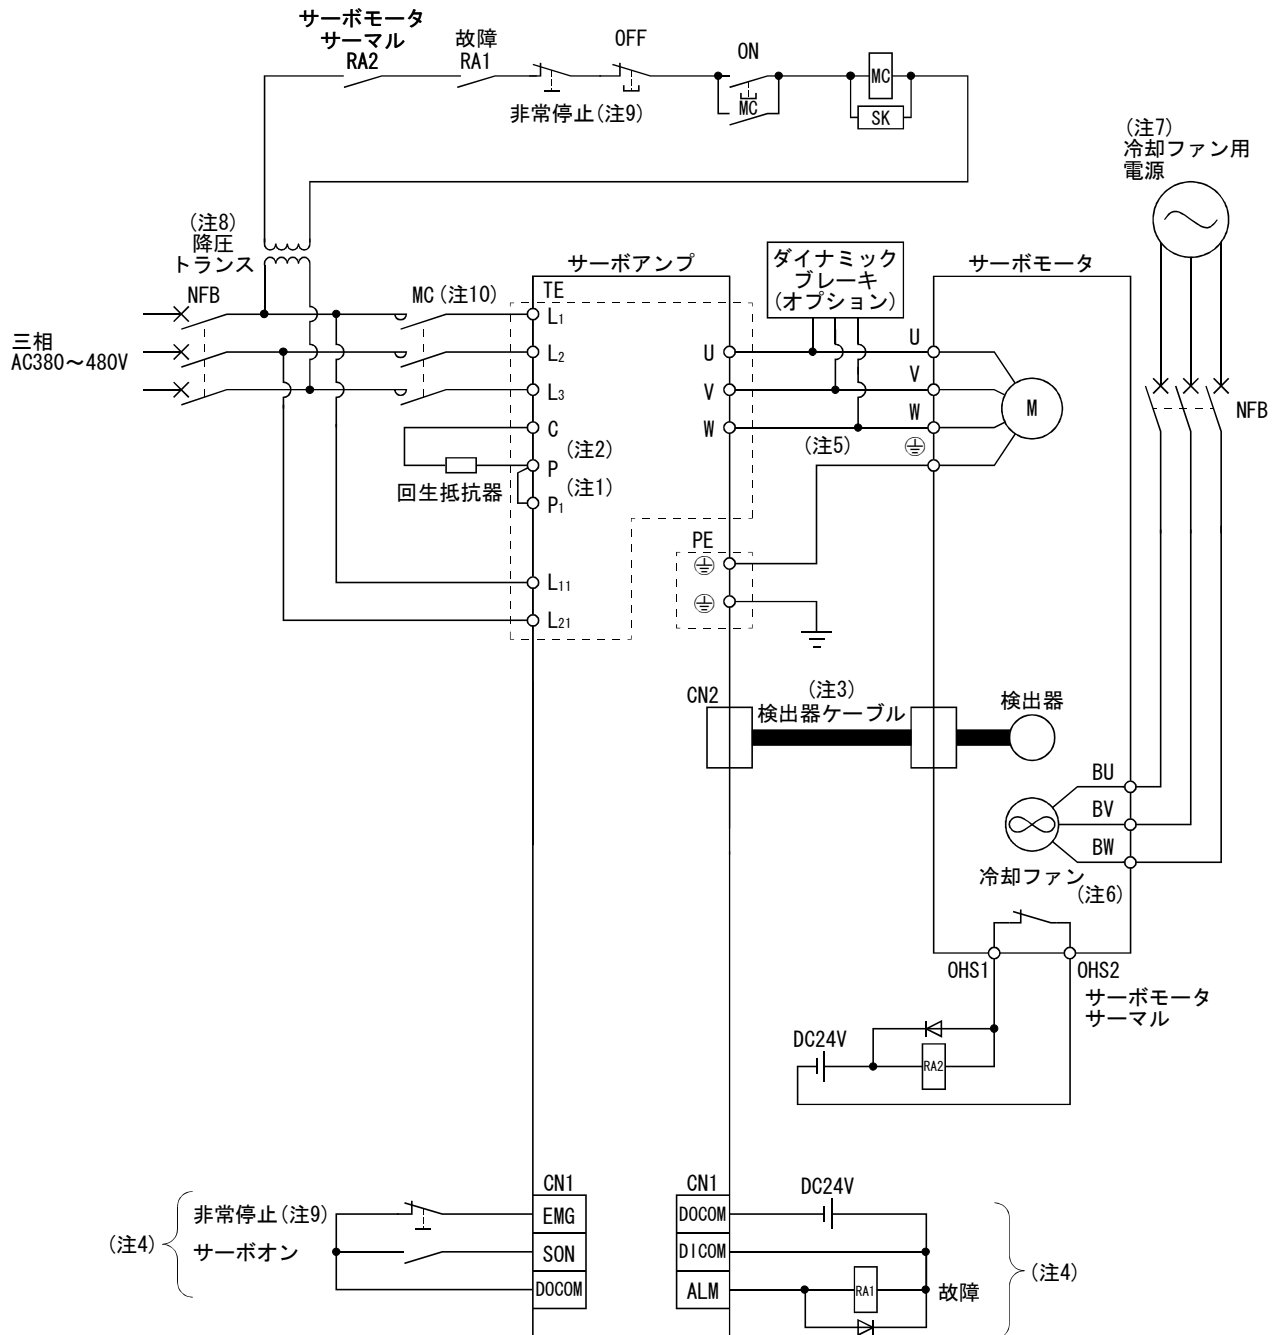 サーボモータ
サーマル
RA2
故障
RA1
OFF
ON
MC
MC
SK
非常停止(注9)
(注7)
冷却ファン用
電源
(注8)
降圧
トランス
NFB
MC(注10)
サーボアンプ
TE
ダイナミック
ブレーキ
(オプション)
サーボモータ
三相
AC380～480V
L1
L2
L3
C
P
P1
L11
L21
(注2)
(注1)
回生抵抗器
U
V
W
U
V
W
(注5)
M
NFB
PE
CN2
(注3)
検出器ケーブル
検出器
BU
BV
BW
冷却ファン
(注6)
OHS1
OHS2
サーボモータ
サーマル
DC24V
RA2
(注4)
非常停止(注9)
サーボオン
CN1
EMG
SON
DOCOM
CN1
DOCOM
DICOM
ALM
DC24V
RA1
故障
(注4)